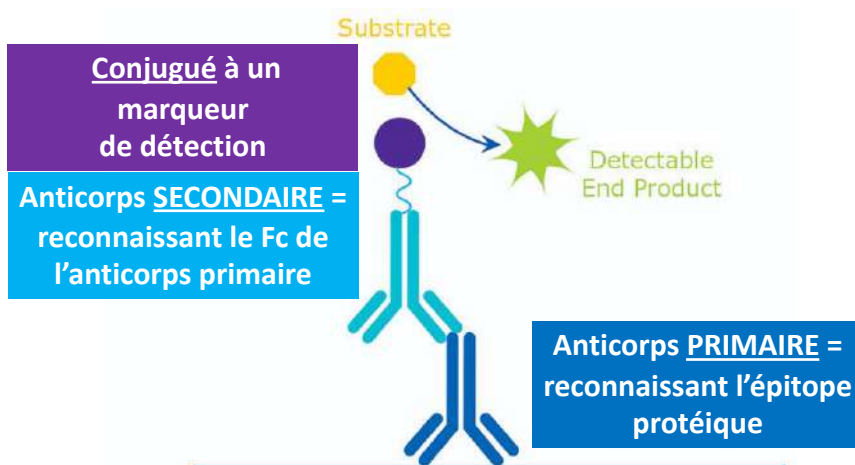 Substrate
Conjugué à un
marqueur
de détection
Detectable
End Product
Anticorps SECONDAIRE =
reconnaissant le Fc de
l’anticorps primaire
Anticorps PRIMAIRE =
reconnaissant l’épitope
protéique